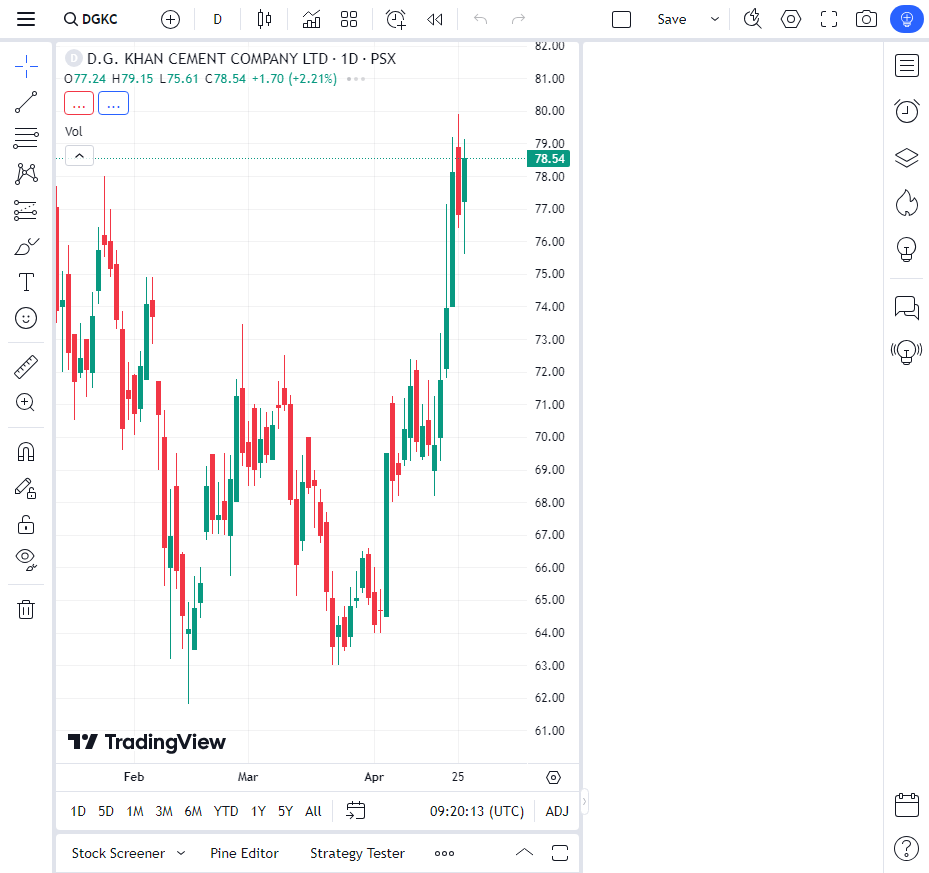 DGKC
D
Save
D D.G. KHAN CEMENT COMPANY LTD · 1D · PSX
O77.24 H79.15 L75.61 C78.54 +1.70 (+2.21%)
... ...
Vol
82.00
81.00
80.00
79.00
78.54
78.00
77.00
76.00
75.00
74.00
73.00
72.00
71.00
70.00
69.00
68.00
67.00
66.00
65.00
64.00
63.00
62.00
61.00
TradingView
Feb Mar Apr 25
1D 5D 1M 3M 6M YTD 1Y 5Y All 09:20:13 (UTC) ADJ
Stock Screener Pine Editor Strategy Tester